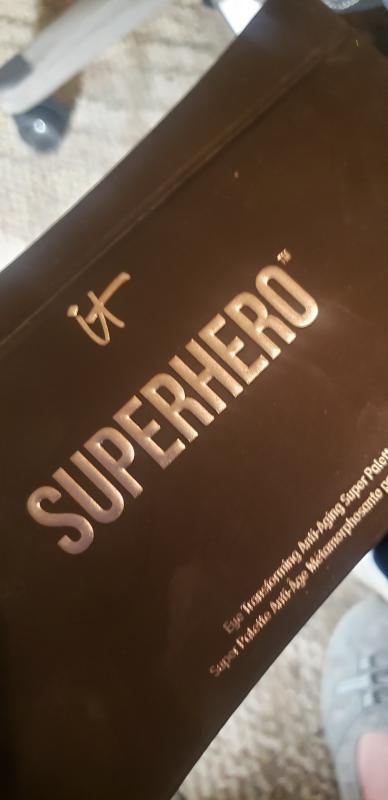 it
SUPERHERO™
Eye Transforming Anti-Aging Super Palette
Super Palette Anti-Âge Métamorphosante